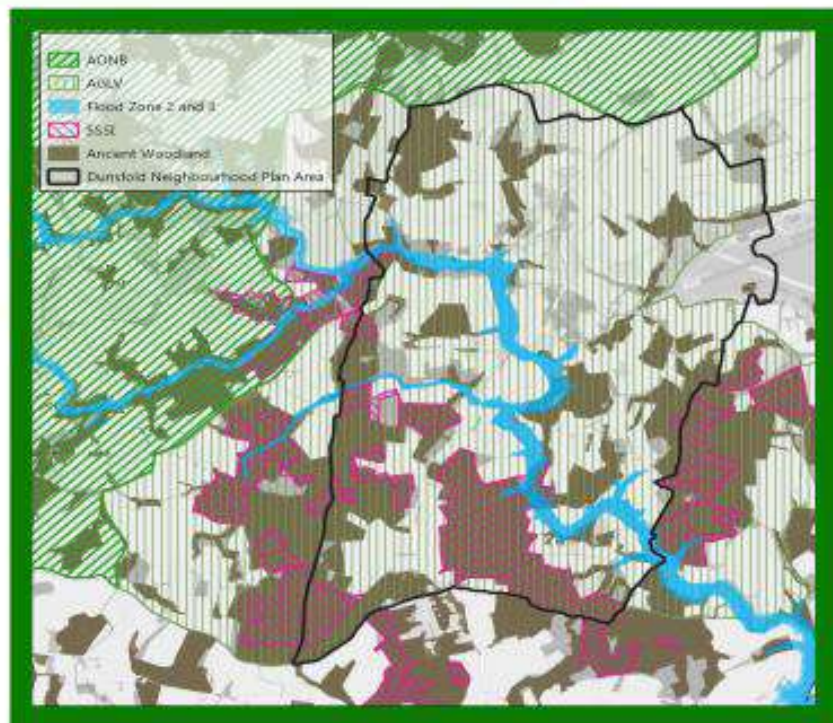 AONB
AGLV
Flood Zone 2 and 3
SSSI
Ancient Woodland
Dunsfold Neighbourhood Plan Area